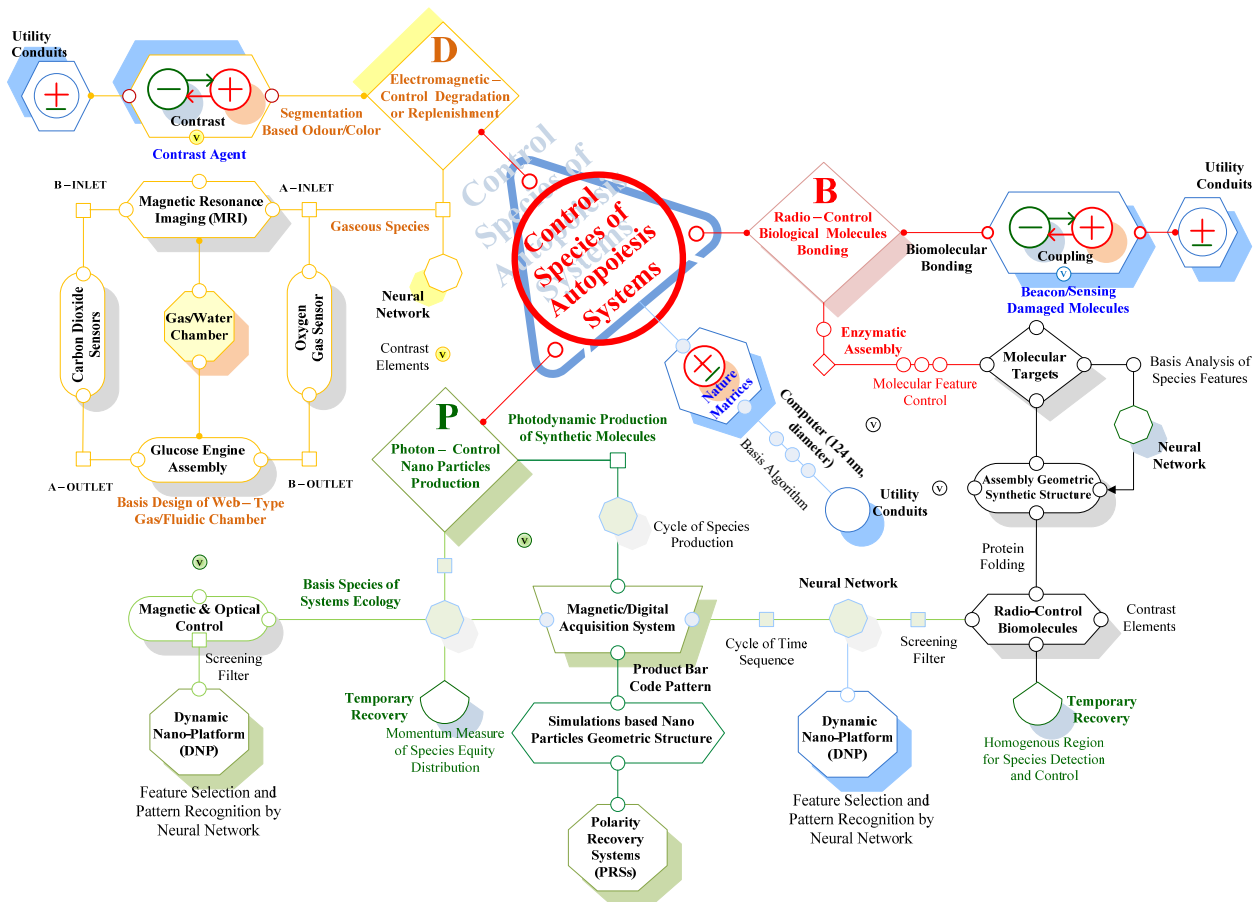 Utility
Conduits
Contrast
Contrast Agent
v
Segmentation
Based Odour/Color
D
Electromagnetic –
Control Degradation
or Replenishment
Control
Species of
Autopoiesis
Systems
Control
Species of
Autopoiesis
Systems
B
Radio – Control
Biological Molecules
Bonding
Biomolecular
Bonding
Coupling
v
Beacon/Sensing
Damaged Molecules
Utility
Conduits
B – INLET
A – INLET
Magnetic Resonance
Imaging (MRI)
Gaseous Species
Carbon Dioxide
Sensors
Gas/Water
Chamber
Oxygen
Gas Sensor
Neural
Network
Contrast
Elements
v
Glucose Engine
Assembly
A – OUTLET
B – OUTLET
Basis Design of Web – Type
Gas/Fluidic Chamber
v
Nature
Matrices
Computer (124 nm,
diameter)
Basis Algorithm
Utility
Conduits
Enzymatic
Assembly
Molecular Feature
Control
Molecular
Targets
Basis Analysis of
Species Features
Neural
Network
v
v
Assembly Geometric
Synthetic Structure
Protein
Folding
P
Photon – Control
Nano Particles
Production
Photodynamic Production
of Synthetic Molecules
Cycle of Species
Production
v
Basis Species of
Systems Ecology
Magnetic & Optical
Control
Screening
Filter
Dynamic
Nano-Platform
(DNP)
Feature Selection and
Pattern Recognition by
Neural Network
Temporary
Recovery
Momentum Measure
of Species Equity
Distribution
Magnetic/Digital
Acquisition System
Product Bar
Code Pattern
Simulations based Nano
Particles Geometric Structure
Polarity
Recovery
Systems
(PRSs)
Cycle of Time
Sequence
Neural Network
Screening
Filter
Dynamic
Nano-Platform
(DNP)
Feature Selection and
Pattern Recognition by
Neural Network
Radio-Control
Biomolecules
Contrast
Elements
Temporary
Recovery
Homogenous Region
for Species Detection
and Control